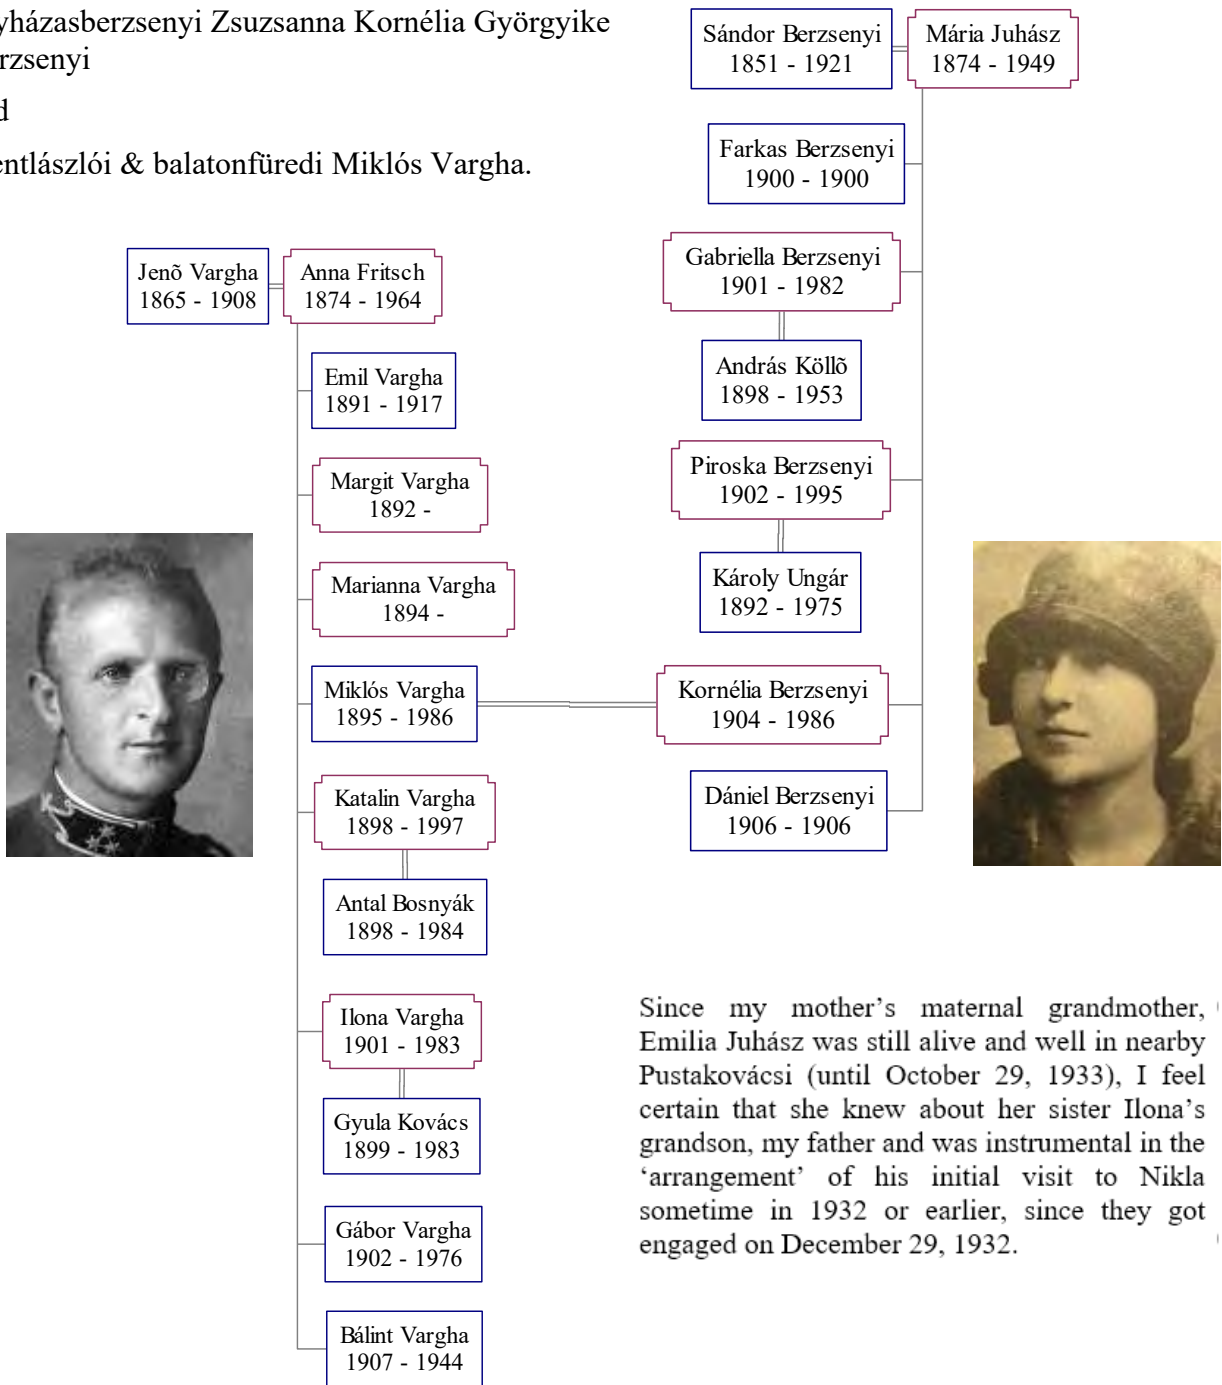 yházasberzsenyi Zsuzsanna Kornélia Györgyike
rzsenyi
d
entlászlói & balatonfüredi Miklós Vargha.
Sándor Berzsenyi
1851 - 1921
Mária Juhász
1874 - 1949
Farkas Berzsenyi
1900 - 1900
Gabriella Berzsenyi
1901 - 1982
András Köllõ
1898 - 1953
Piroska Berzsenyi
1902 - 1995
Károly Ungár
1892 - 1975
Kornélia Berzsenyi
1904 - 1986
Dániel Berzsenyi
1906 - 1906
Jenõ Vargha
1865 - 1908
Anna Fritsch
1874 - 1964
Emil Vargha
1891 - 1917
Margit Vargha
1892 -
Marianna Vargha
1894 -
Miklós Vargha
1895 - 1986
Katalin Vargha
1898 - 1997
Antal Bosnyák
1898 - 1984
Ilona Vargha
1901 - 1983
Gyula Kovács
1899 - 1983
Gábor Vargha
1902 - 1976
Bálint Vargha
1907 - 1944
Since my mother’s maternal grandmother,
Emilia Juhász was still alive and well in nearby
Pustakovácsi (until October 29, 1933), I feel
certain that she knew about her sister Ilona’s
grandson, my father and was instrumental in the
‘arrangement’ of his initial visit to Nikla
sometime in 1932 or earlier, since they got
engaged on December 29, 1932.